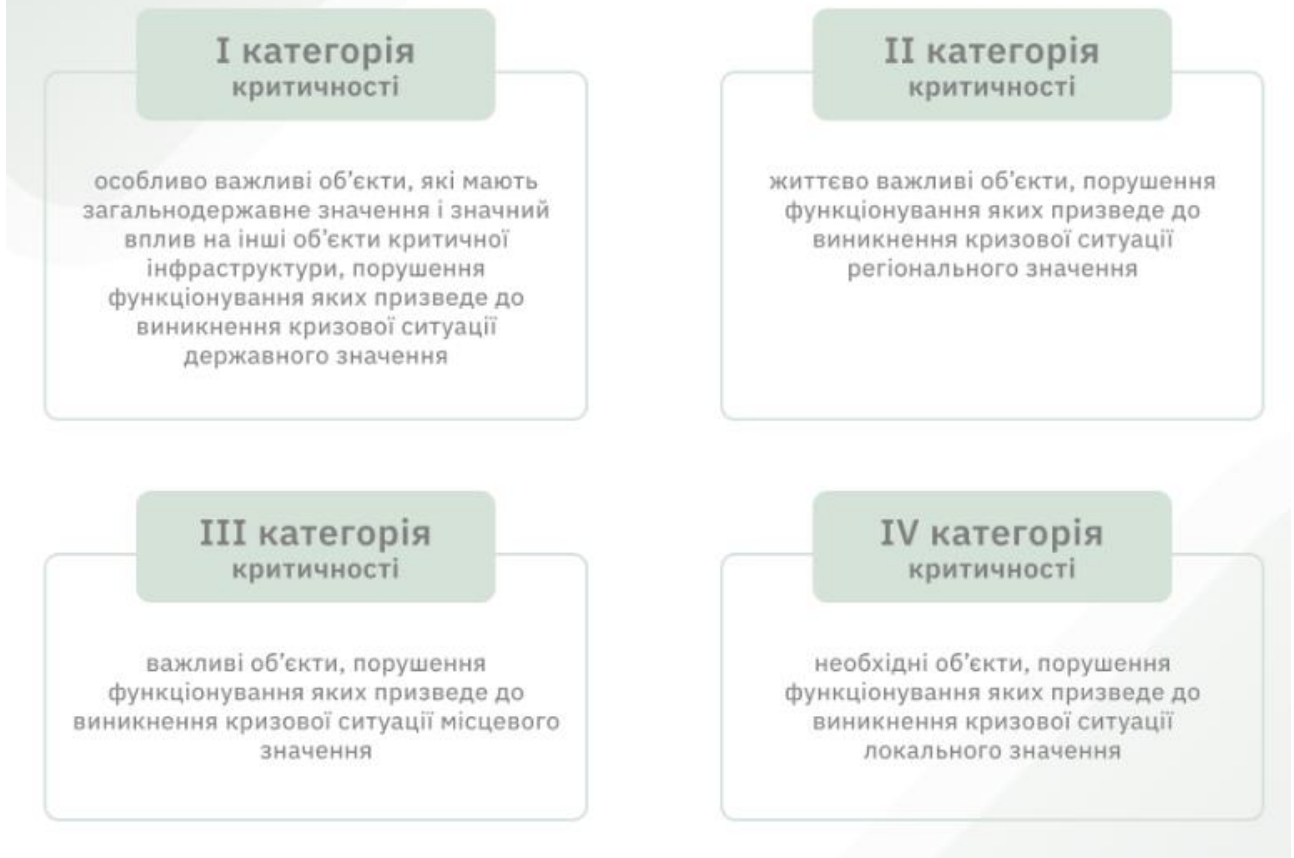 I категорія
критичності
особливо важливі об’єкти, які мають
загальнодержавне значення і значний
вплив на інші об’єкти критичної
інфраструктури, порушення
функціонування яких призведе до
виникнення кризової ситуації
державного значення
II категорія
критичності
життєво важливі об’єкти, порушення
функціонування яких призведе до
виникнення кризової ситуації
регіонального значення
III категорія
критичності
важливі об’єкти, порушення
функціонування яких призведе до
виникнення кризової ситуації місцевого
значення
IV категорія
критичності
необхідні об’єкти, порушення
функціонування яких призведе до
виникнення кризової ситуації
локального значення